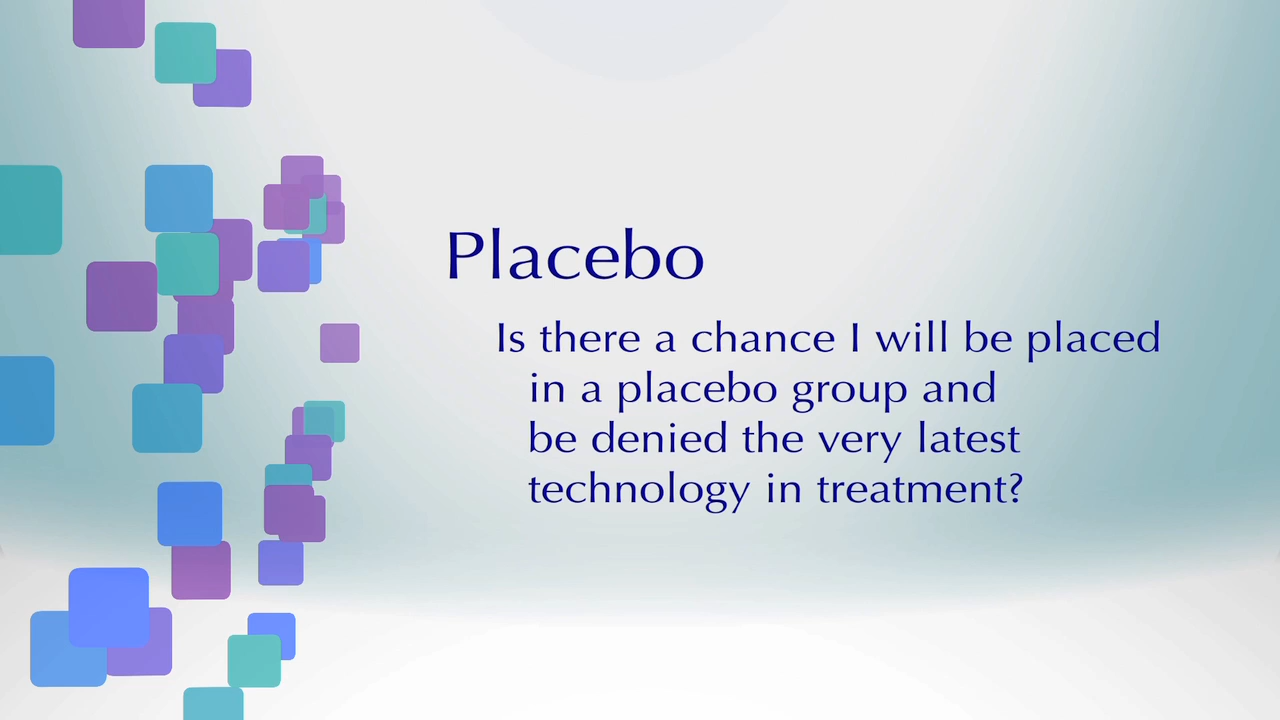 Placebo
Is there a chance I will be placed
in a placebo group and
be denied the very latest
technology in treatment?